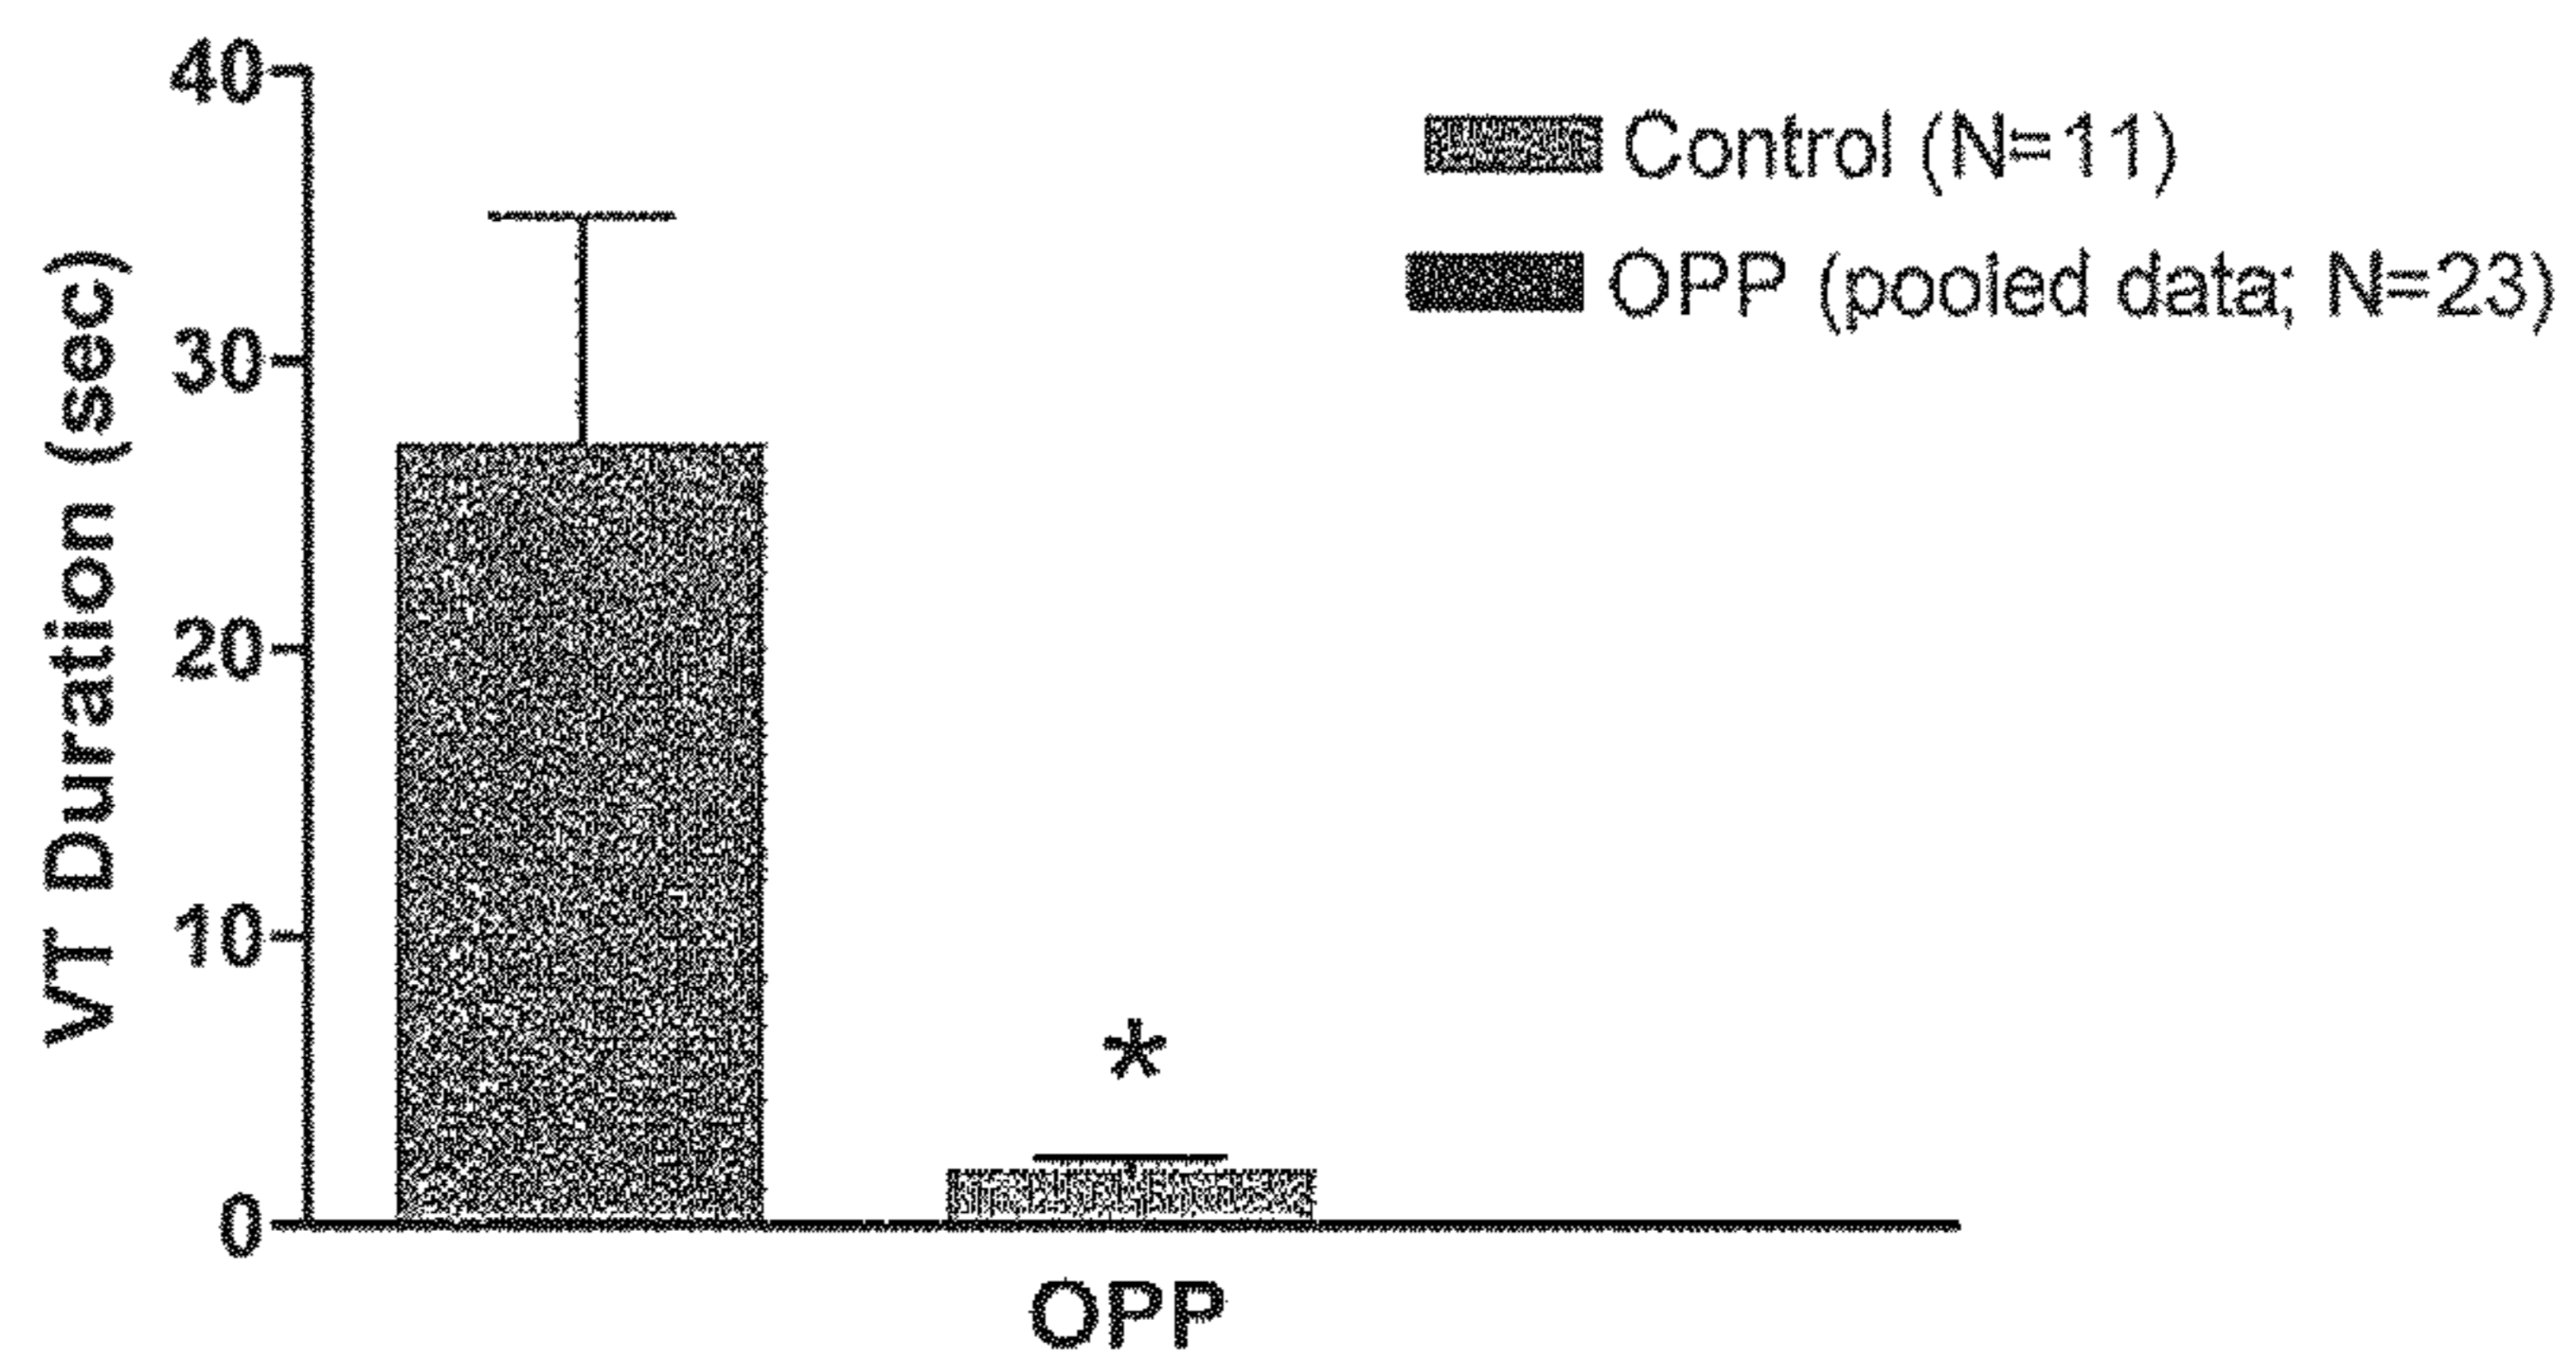 VT Duration (sec)
40
30
20
10
0
Control (N=11)
OPP (pooled data; N=23)
*
OPP